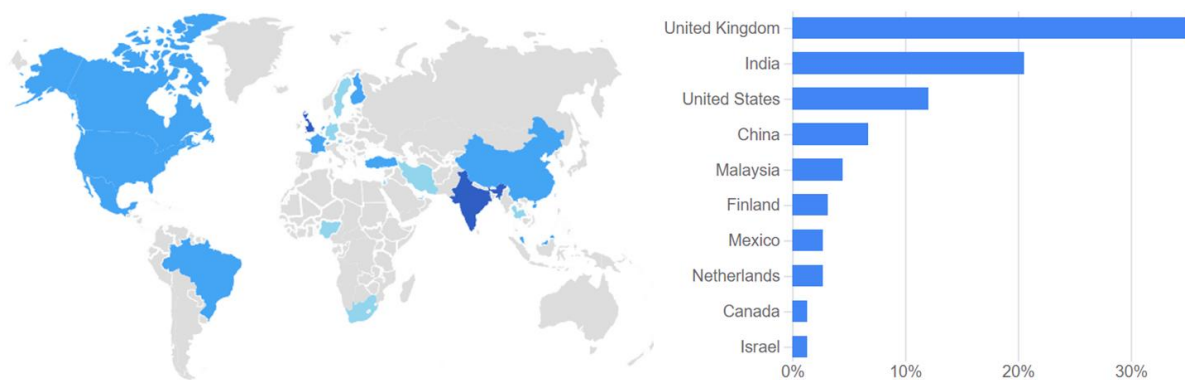 United Kingdom
India
United States
China
Malaysia
Finland
Mexico
Netherlands
Canada
Israel
0% 10% 20% 30%